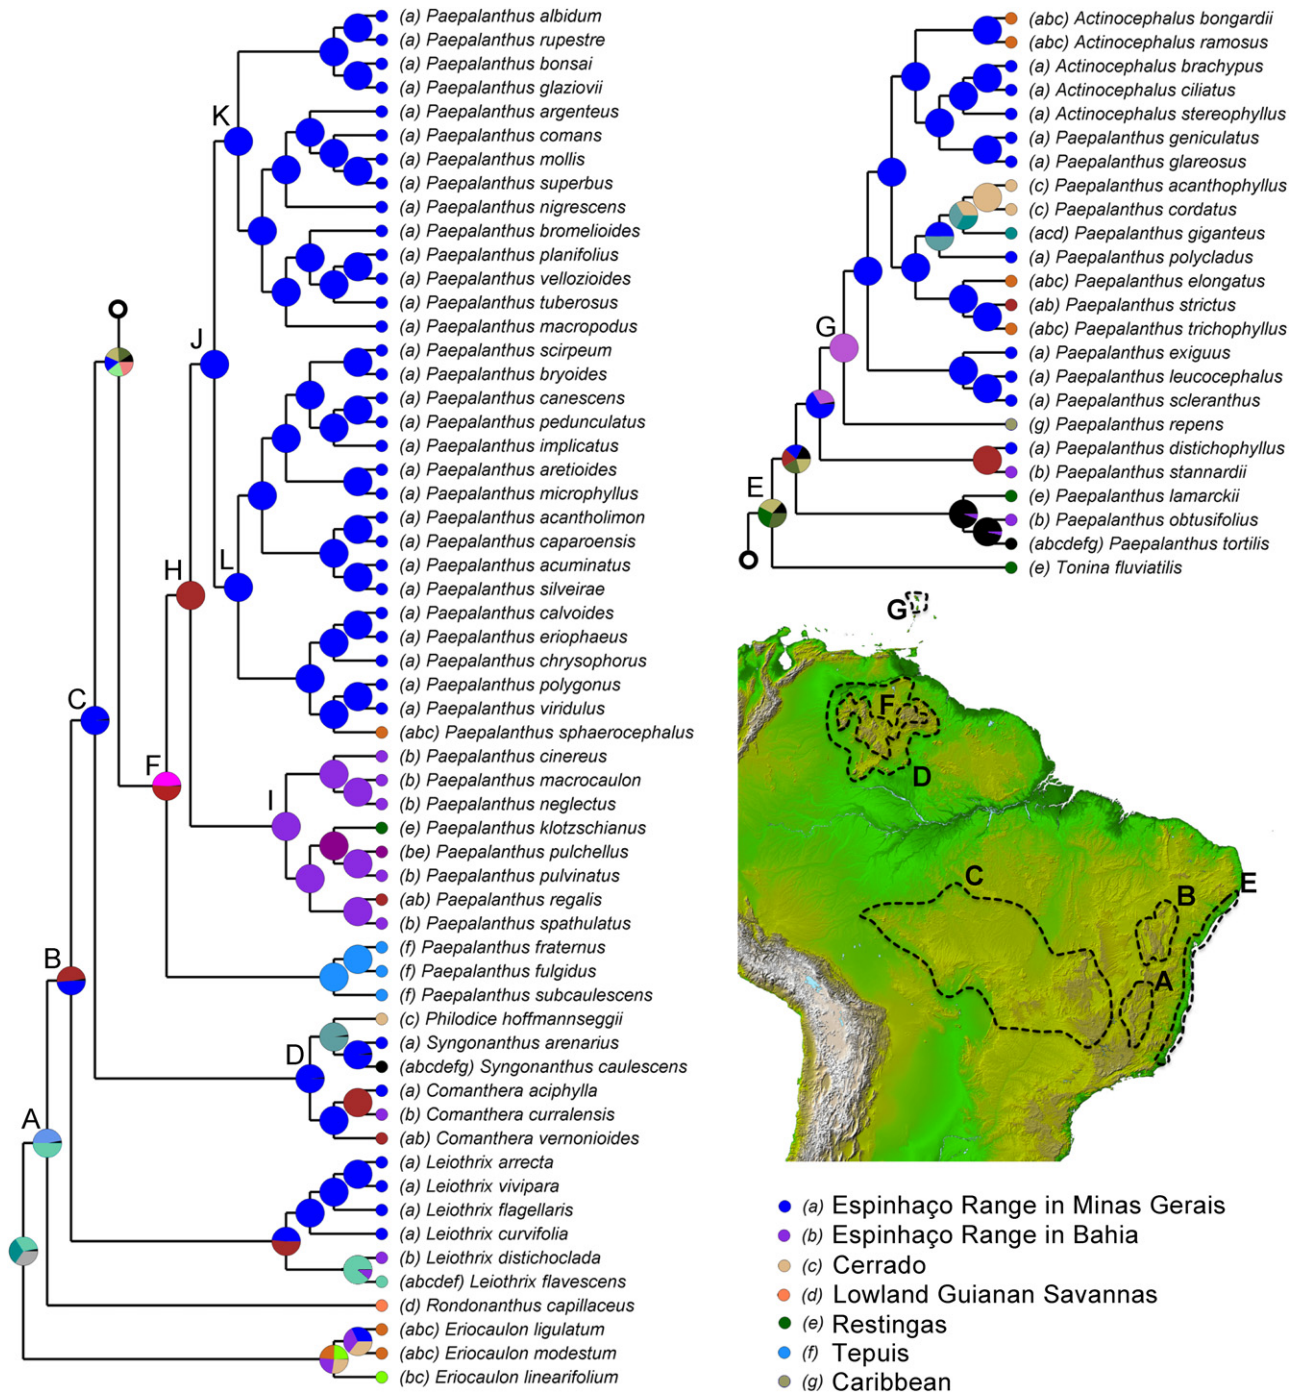 (a) Paepalanthus albidum
(a) Paepalanthus rupestre
(a) Paepalanthus bonsai
(a) Paepalanthus glaziovii
K
(a) Paepalanthus argenteus
(a) Paepalanthus comans
(a) Paepalanthus mollis
(a) Paepalanthus superbus
(a) Paepalanthus nigrescens
(a) Paepalanthus bromelioides
(a) Paepalanthus planifolius
(a) Paepalanthus vellozioides
(a) Paepalanthus tuberosus
(a) Paepalanthus macropodus
J
(a) Paepalanthus scirpeum
(a) Paepalanthus bryoides
(a) Paepalanthus canescens
(a) Paepalanthus pedunculatus
(a) Paepalanthus implicatus
(a) Paepalanthus aretioides
(a) Paepalanthus microphyllus
(a) Paepalanthus acantholimon
(a) Paepalanthus caparoensis
H
L
(a) Paepalanthus acuminatus
(a) Paepalanthus silveirae
(a) Paepalanthus calvoides
(a) Paepalanthus eriophaeus
(a) Paepalanthus chrysophorus
(a) Paepalanthus polygonus
C
(a) Paepalanthus viridulus
(abc) Paepalanthus sphaerocephalus
(b) Paepalanthus cinereus
F
(b) Paepalanthus macrocaulon
(b) Paepalanthus neglectus
I
(e) Paepalanthus klotzschianus
(be) Paepalanthus pulchellus
(b) Paepalanthus pulvinatus
(ab) Paepalanthus regalis
(b) Paepalanthus spathulatus
(f) Paepalanthus fraternus
B
(f) Paepalanthus fulgidus
(f) Paepalanthus subcaulescens
(c) Philodice hoffmannseggii
(a) Syngonanthus arenarius
D
(abcdefg) Syngonanthus caulescens
(a) Comanthera aciphylla
(b) Comanthera curralensis
A
(ab) Comanthera vernonioides
(a) Leiothrix arrecta
(a) Leiothrix vivipara
(a) Leiothrix flagellaris
(a) Leiothrix curvifolia
(b) Leiothrix distichoclada
(abcdef) Leiothrix flavescens
(d) Rondonanthus capillaceus
(abc) Eriocaulon ligulatum
(abc) Eriocaulon modestum
(bc) Eriocaulon linearifolium
(abc) Actinocephalus bongardii
(abc) Actinocephalus ramosus
(a) Actinocephalus brachypus
(a) Actinocephalus ciliatus
(a) Actinocephalus stereophyllus
(a) Paepalanthus geniculatus
(a) Paepalanthus glareosus
(c) Paepalanthus acanthophyllus
(c) Paepalanthus cordatus
(acd) Paepalanthus giganteus
(a) Paepalanthus polycladus
(abc) Paepalanthus elongatus
(ab) Paepalanthus strictus
(abc) Paepalanthus trichophyllus
G
(a) Paepalanthus exiguus
(a) Paepalanthus leucocephalus
(a) Paepalanthus scleranthus
(g) Paepalanthus repens
(a) Paepalanthus distichophyllus
(b) Paepalanthus stannardii
E
(e) Paepalanthus lamarckii
(b) Paepalanthus obtusifolius
(abcdefg) Paepalanthus tortilis
(e) Tonina fluviatilis
G
F
D
C
B
E
A
(a) Espinhaço Range in Minas Gerais
(b) Espinhaço Range in Bahia
(c) Cerrado
(d) Lowland Guianan Savannas
(e) Restingas
(f) Tepuis
(g) Caribbean